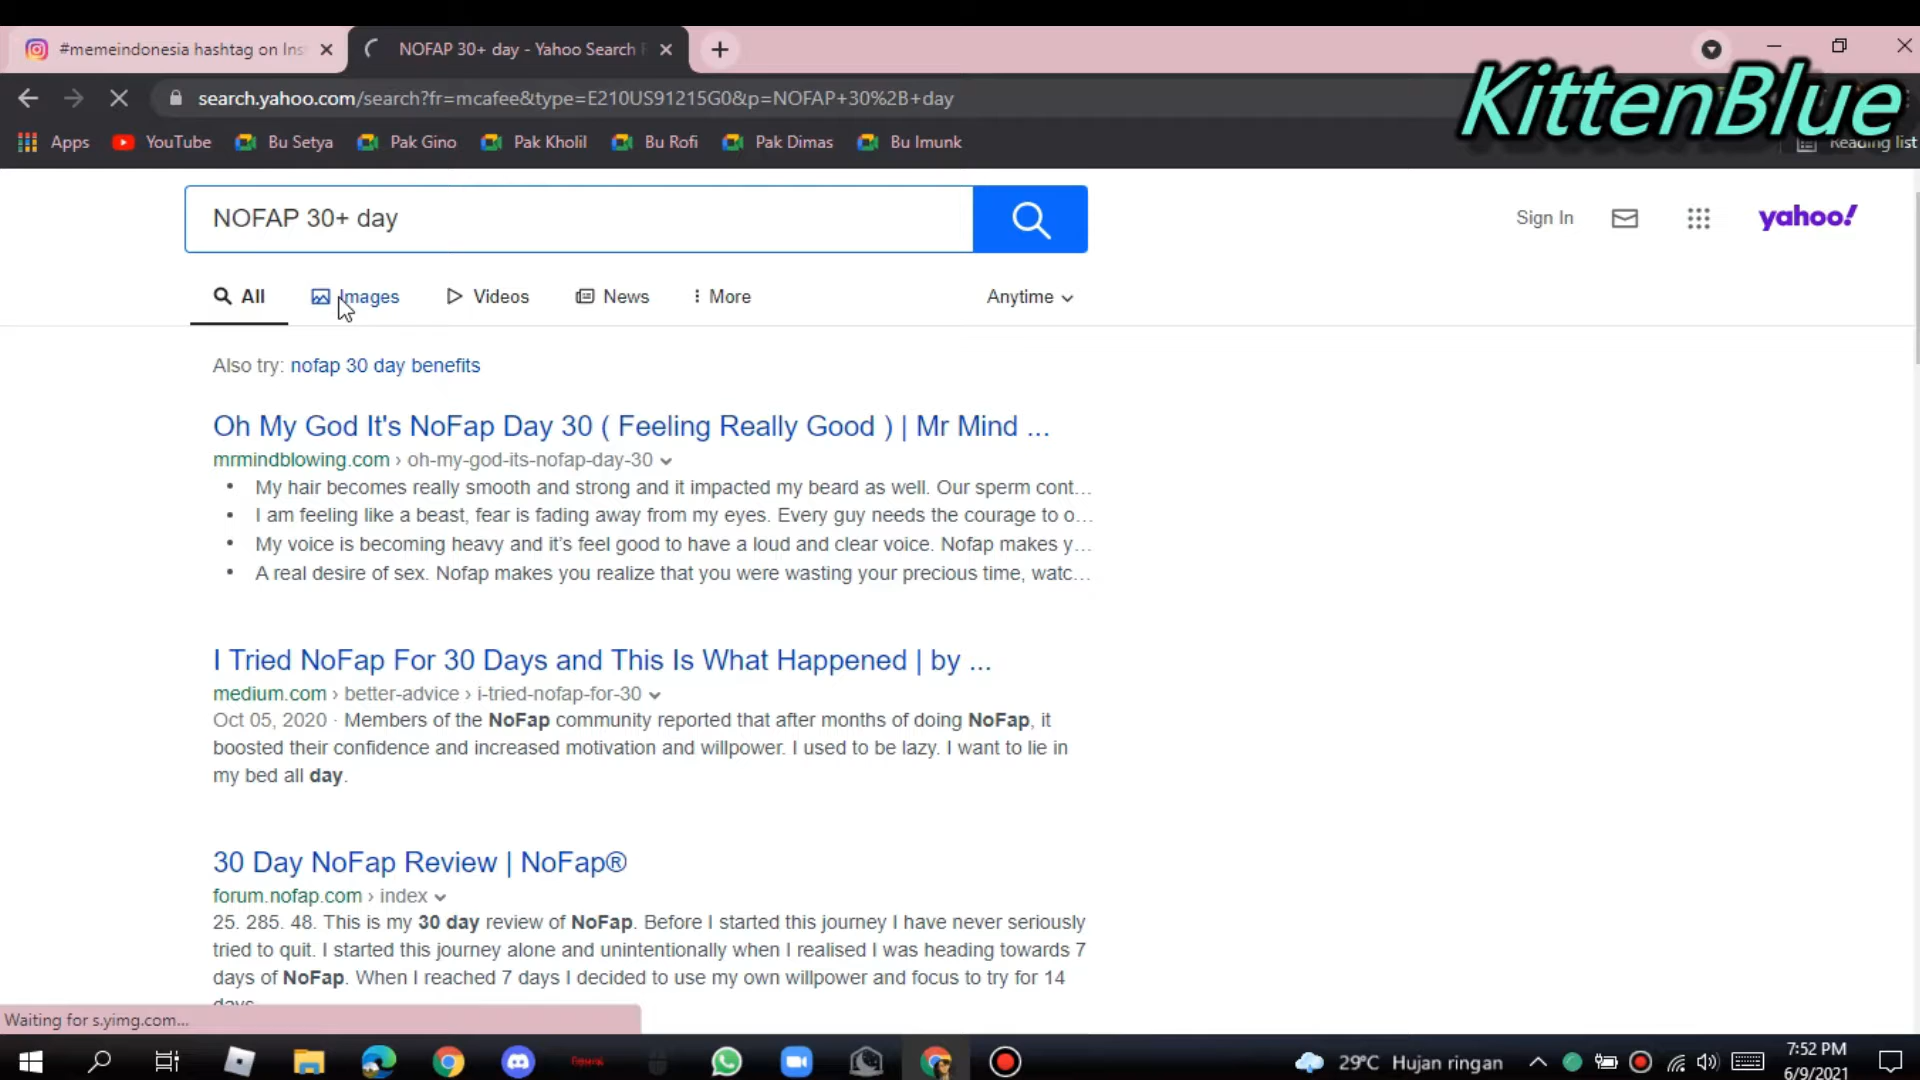 #memeindonesia hashtag on Ins
NOFAP 30+ day - Yahoo Search R
KittenBlue
search.yahoo.com/search?fr=mcafee&type=E210US91215G0&p=NOFAP+30%2B+day
Apps
YouTube
Bu Setya
Pak Gino
Pak Kholil
Bu Rofi
Pak Dimas
Bu Imunk
Reading list
NOFAP 30+ day
Sign In
yahoo!
All
Images
Videos
News
More
Anytime
Also try: nofap 30 day benefits
Oh My God It's NoFap Day 30 ( Feeling Really Good ) | Mr Mind ...
mrmindblowing.com › oh-my-god-its-nofap-day-30
• My hair becomes really smooth and strong and it impacted my beard as well. Our sperm cont...
• I am feeling like a beast, fear is fading away from my eyes. Every guy needs the courage to o...
• My voice is becoming heavy and it's feel good to have a loud and clear voice. Nofap makes y...
• A real desire of sex. Nofap makes you realize that you were wasting your precious time, watc...
I Tried NoFap For 30 Days and This Is What Happened | by ...
medium.com › better-advice › i-tried-nofap-for-30
Oct 05, 2020 · Members of the NoFap community reported that after months of doing NoFap, it
boosted their confidence and increased motivation and willpower. I used to be lazy. I want to lie in
my bed all day.
30 Day NoFap Review | NoFap®
forum.nofap.com › index
25. 285. 48. This is my 30 day review of NoFap. Before I started this journey I have never seriously
tried to quit. I started this journey alone and unintentionally when I realised I was heading towards 7
days of NoFap. When I reached 7 days I decided to use my own willpower and focus to try for 14
days
Waiting for s.yimg.com...
29°C Hujan ringan
7:52 PM
6/9/2021